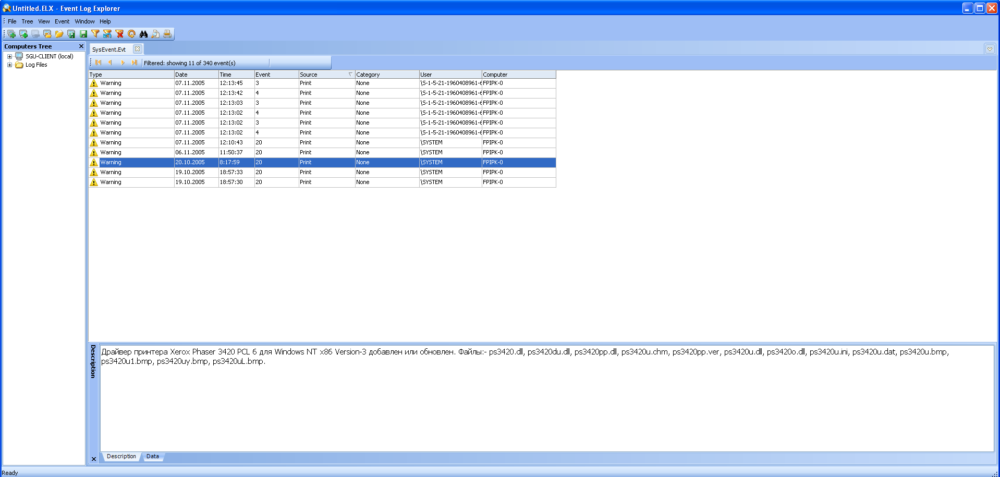 Untitled.ELX - Event Log Explorer
File Tree View Event Window Help
Computers Tree
SGU-CLIENT (local)
Log Files
SysEvent.Evt
Filtered: showing 11 of 340 event(s)
Type Date Time Event Source Category User Computer
Warning 07.11.2005 12:13:45 3 Print None \S-1-5-21-1960408961-6 FPIPK-0
Warning 07.11.2005 12:13:42 4 Print None \S-1-5-21-1960408961-6 FPIPK-0
Warning 07.11.2005 12:13:03 3 Print None \S-1-5-21-1960408961-6 FPIPK-0
Warning 07.11.2005 12:13:02 4 Print None \S-1-5-21-1960408961-6 FPIPK-0
Warning 07.11.2005 12:13:02 3 Print None \S-1-5-21-1960408961-6 FPIPK-0
Warning 07.11.2005 12:13:02 4 Print None \S-1-5-21-1960408961-6 FPIPK-0
Warning 07.11.2005 12:10:43 20 Print None \SYSTEM FPIPK-0
Warning 06.11.2005 11:50:37 20 Print None \SYSTEM FPIPK-0
Warning 20.10.2005 8:17:59 20 Print None \SYSTEM FPIPK-0
Warning 19.10.2005 18:57:33 20 Print None \SYSTEM FPIPK-0
Warning 19.10.2005 18:57:30 20 Print None \SYSTEM FPIPK-0
Description
Драйвер принтера Xerox Phaser 3420 PCL 6 для Windows NT x86 Version-3 добавлен или обновлен. Файлы:- ps3420.dll, ps3420du.dll, ps3420pp.dll, ps3420u.chm, ps3420pp.ver, ps3420u.dll, ps3420o.dll, ps3420u.ini, ps3420u.dat, ps3420u.bmp,
ps3420u1.bmp, ps3420uy.bmp, ps3420uL.bmp.
Description Data
Ready